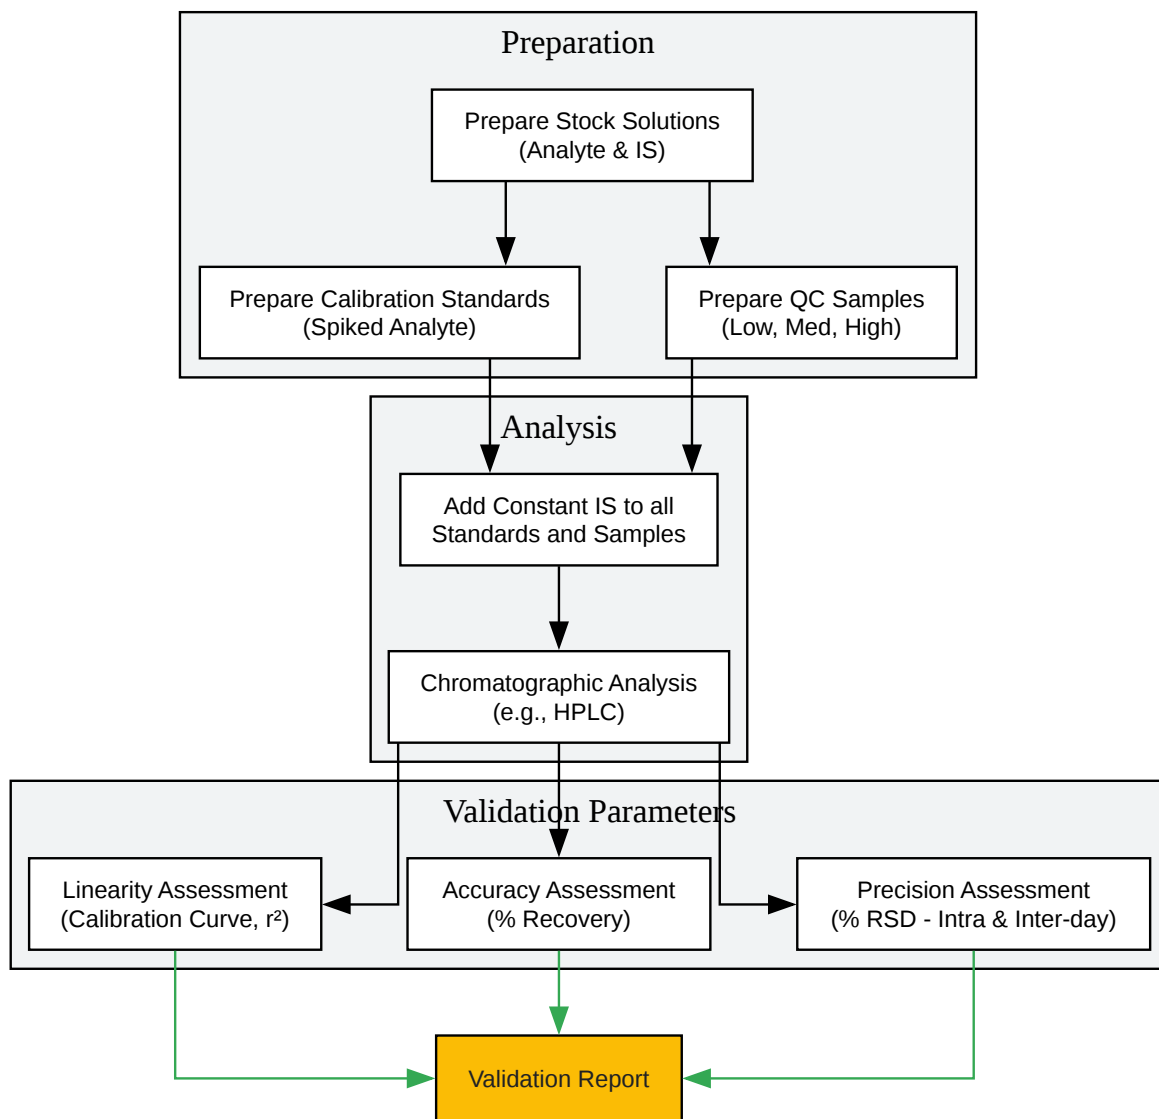 Preparation
Prepare Stock Solutions
(Analyte & IS)
Prepare Calibration Standards
(Spiked Analyte)
Prepare QC Samples
(Low, Med, High)
Analysis
Add Constant IS to all
Standards and Samples
Chromatographic Analysis
(e.g., HPLC)
Validation Parameters
Linearity Assessment
(Calibration Curve, r²)
Accuracy Assessment
(% Recovery)
Precision Assessment
(% RSD - Intra & Inter-day)
Validation Report